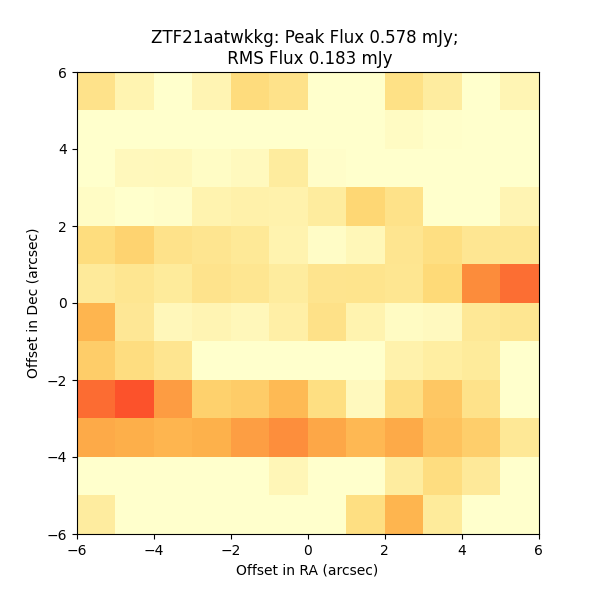 ZTF21aatwkkg: Peak Flux 0.578 mJy;
RMS Flux 0.183 mJy
6
4
2
0
−2
−4
−6
Offset in Dec (arcsec)
−6 −4 −2 0 2 4 6
Offset in RA (arcsec)